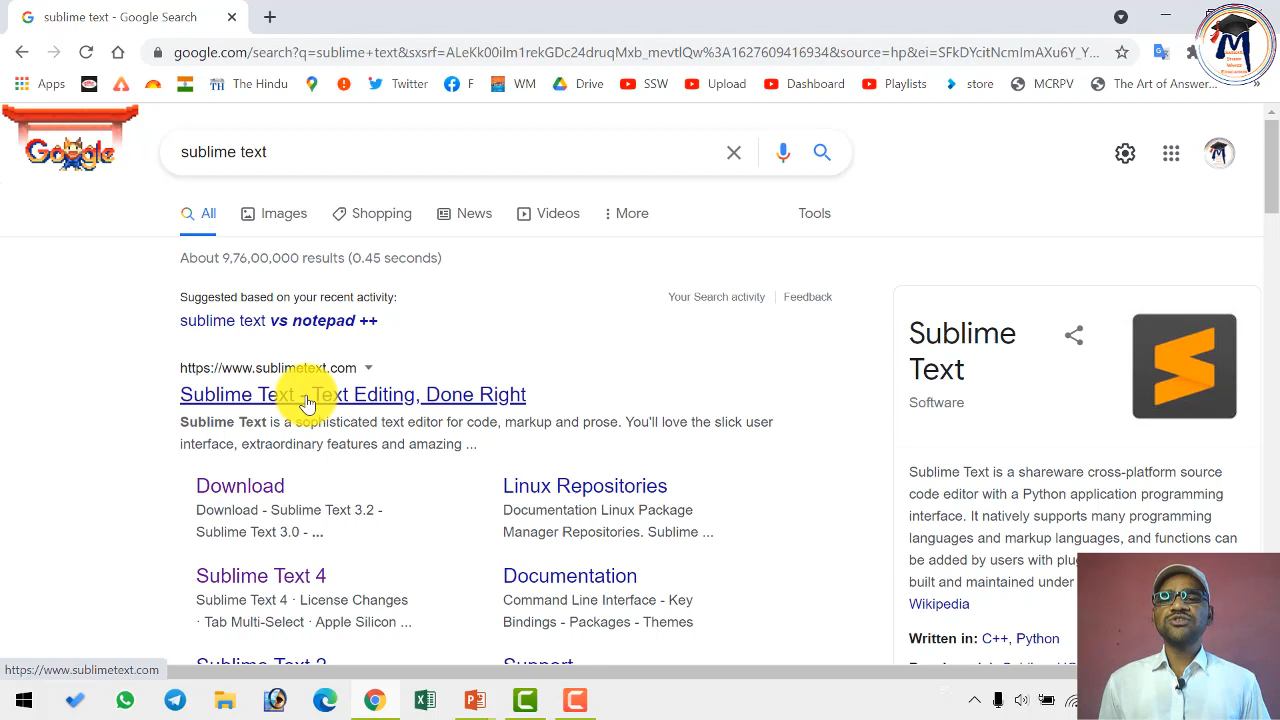 sublime text - Google Search
google.com/search?q=sublime+text&sxsrf=ALeKk00iIm1rekGDc24druqMxb_mevtlQw%3A1627609416934&source=hp&ei=SFkDYcitNcmImAXu6Y_Y...
Apps
TH The Hindu
Twitter
F
WM
Drive
SSW
Upload
Dashboard
Playlists
store
MCRPV
The Art of Answer...
»
Google
sublime text
All
Images
Shopping
News
Videos
More
Tools
About 9,76,00,000 results (0.45 seconds)
Suggested based on your recent activity:
Your Search activity
Feedback
sublime text vs notepad ++
https://www.sublimetext.com
Sublime Text - Text Editing, Done Right
Sublime Text is a sophisticated text editor for code, markup and prose. You'll love the slick user
interface, extraordinary features and amazing ...
Download
Download - Sublime Text 3.2 -
Sublime Text 3.0 - ...
Linux Repositories
Documentation Linux Package
Manager Repositories. Sublime ...
Sublime Text 4
Sublime Text 4 · License Changes
· Tab Multi-Select · Apple Silicon ...
Documentation
Command Line Interface - Key
Bindings - Packages - Themes
Sublime Text 2
Support
Sublime
Text
Software
Sublime Text is a shareware cross-platform source
code editor with a Python application programming
interface. It natively supports many programming
languages and markup languages, and functions can
be added by users with
built and maintained under
Wikipedia
Written in: C++, Python
https://www.sublimetext.com